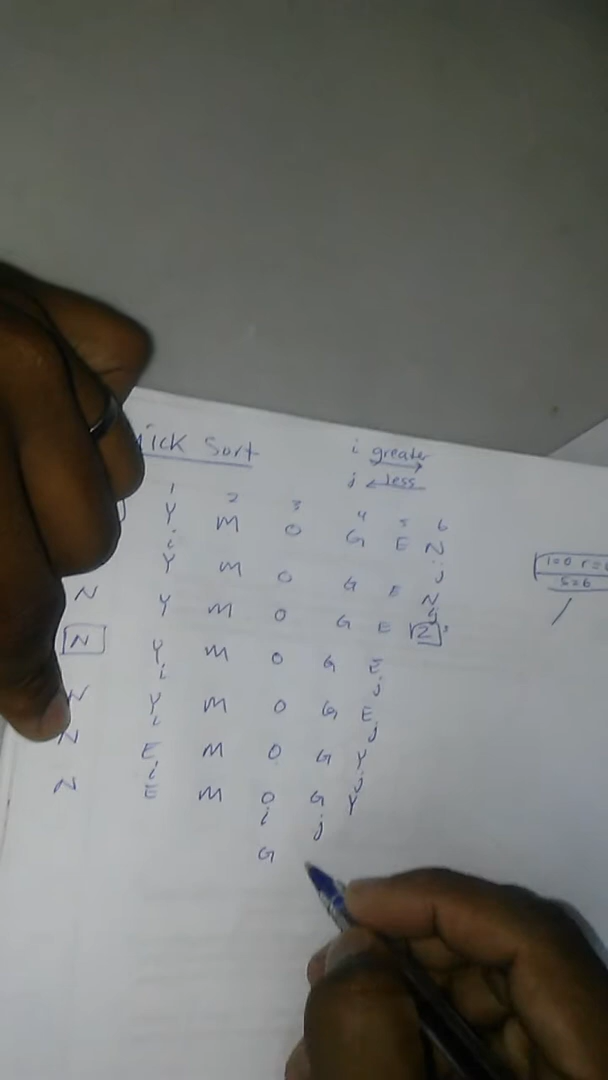 ick Sort
i greater
j less
1 2 3 4 5 6
Y M O G E N
i j
Y M O G E N
N Y M O G E Z
N Y M O G E
i j
N Y M O G E
i j
N E M O G Y
i j
N E M O G Y
i j
G